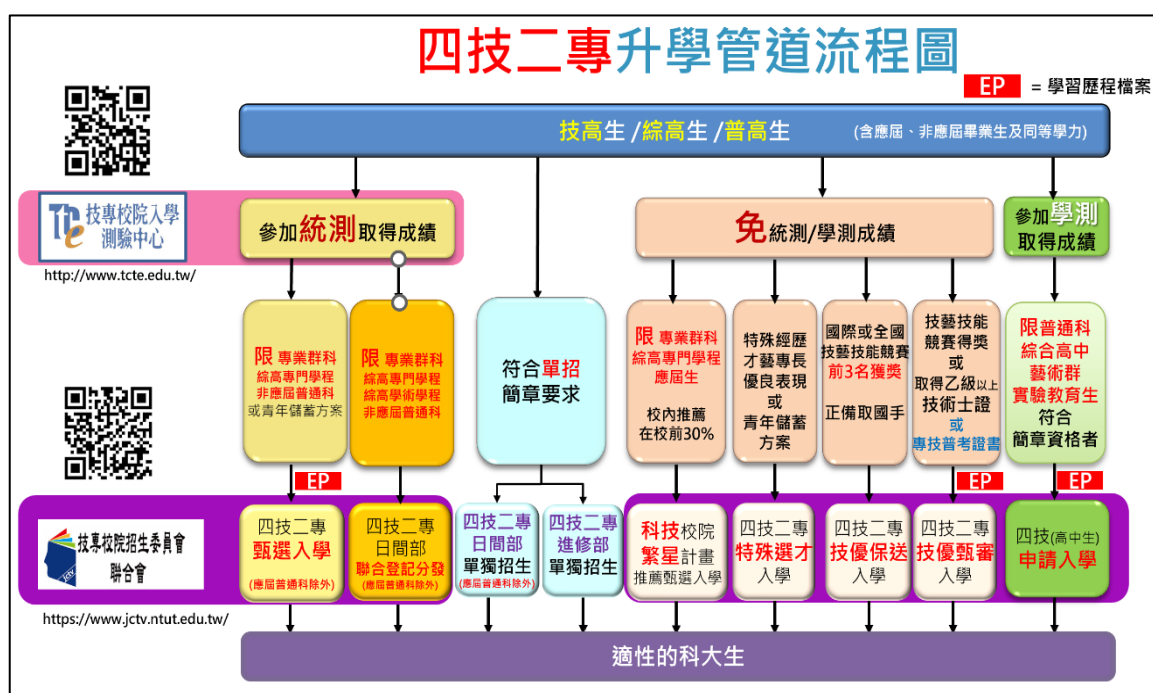 四技二專升學管道流程圖
EP = 學習歷程檔案
技高生 /綜高生 /普高生 (含應屆、非應屆畢業生及同等學力)
Ttce 技專校院入學
測驗中心
http://www.tcte.edu.tw/
參加統測取得成績
免統測/學測成績
參加學測
取得成績
限 專業群科
綜高專門學程
非應屆普通科
或青年儲蓄方案
限 專業群科
綜高專門學程
綜高學術學程
非應屆普通科
符合單招
簡章要求
限 專業群科
綜高專門學程
應屆生
校內推薦
在校前30%
特殊經歷
才藝專長
優良表現
或
青年儲蓄
方案
國際或全國
技藝技能競賽
前3名獲獎
正備取國手
技藝技能
競賽得獎
或
取得乙級以上
技術士證
或
專技普考證書
限普通科
綜合高中
藝術群
實驗教育生
符合
簡章資格者
EP
EP
EP
jctv
技專校院招生委員會
聯合會
https://www.jctv.ntut.edu.tw/
四技二專
甄選入學
(應屆普通科除外)
四技二專
日間部
聯合登記分發
(應屆普通科除外)
四技二專
日間部
單獨招生
(應屆普通科除外)
四技二專
進修部
單獨招生
科技校院
繁星計畫
推薦甄選入學
四技二專
特殊選才
入學
四技二專
技優保送
入學
四技二專
技優甄審
入學
四技(高中生)
申請入學
適性的科大生